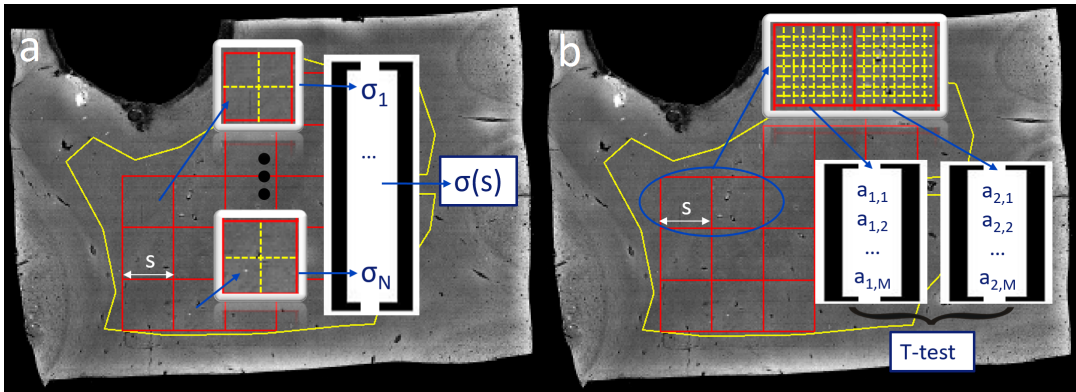 a
σ1
...
σ(s)
s
σN
b
s
a1,1
a1,2
...
a1,M
a2,1
a2,2
...
a2,M
T-test